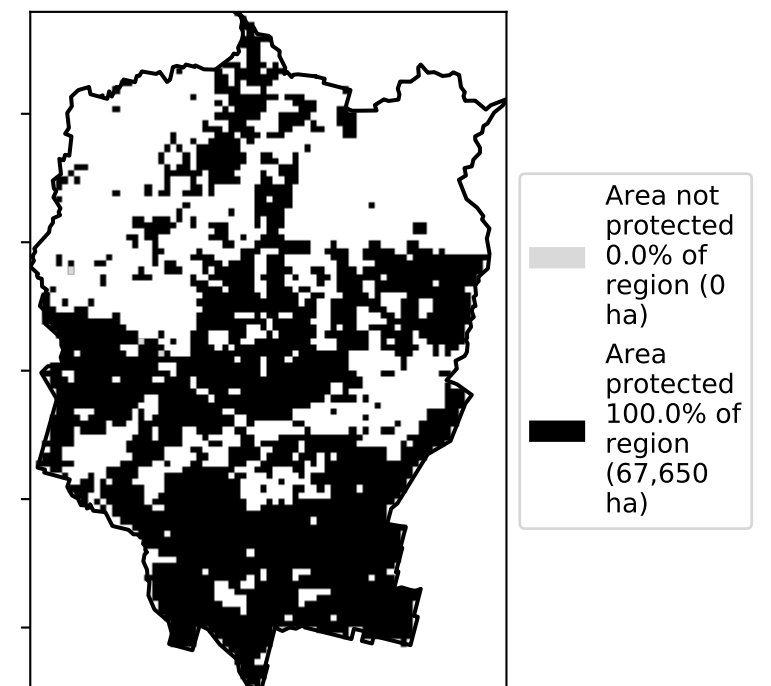 Area not
protected
0.0% of
region (0
ha)
Area
protected
100.0% of
region
(67,650
ha)